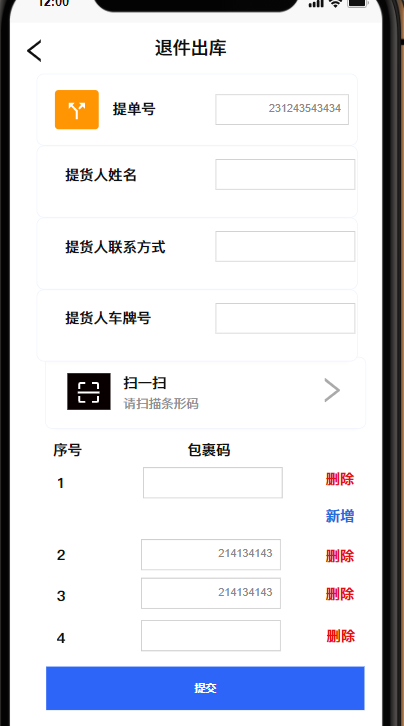 12:00
退件出库
提单号 231243543434
提货人姓名
提货人联系方式
提货人车牌号
扫一扫
请扫描条形码
序号 包裹码
1 删除
新增
2 214134143 删除
3 214134143 删除
4 删除
提交